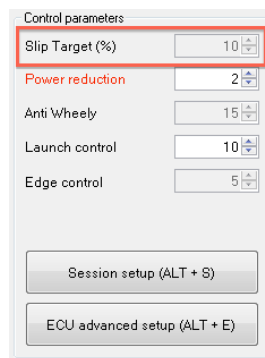 Control parameters
Slip Target (%) 10
Power reduction 2
Anti Wheely 15
Launch control 10
Edge control 5
Session setup (ALT + S)
ECU advanced setup (ALT + E)